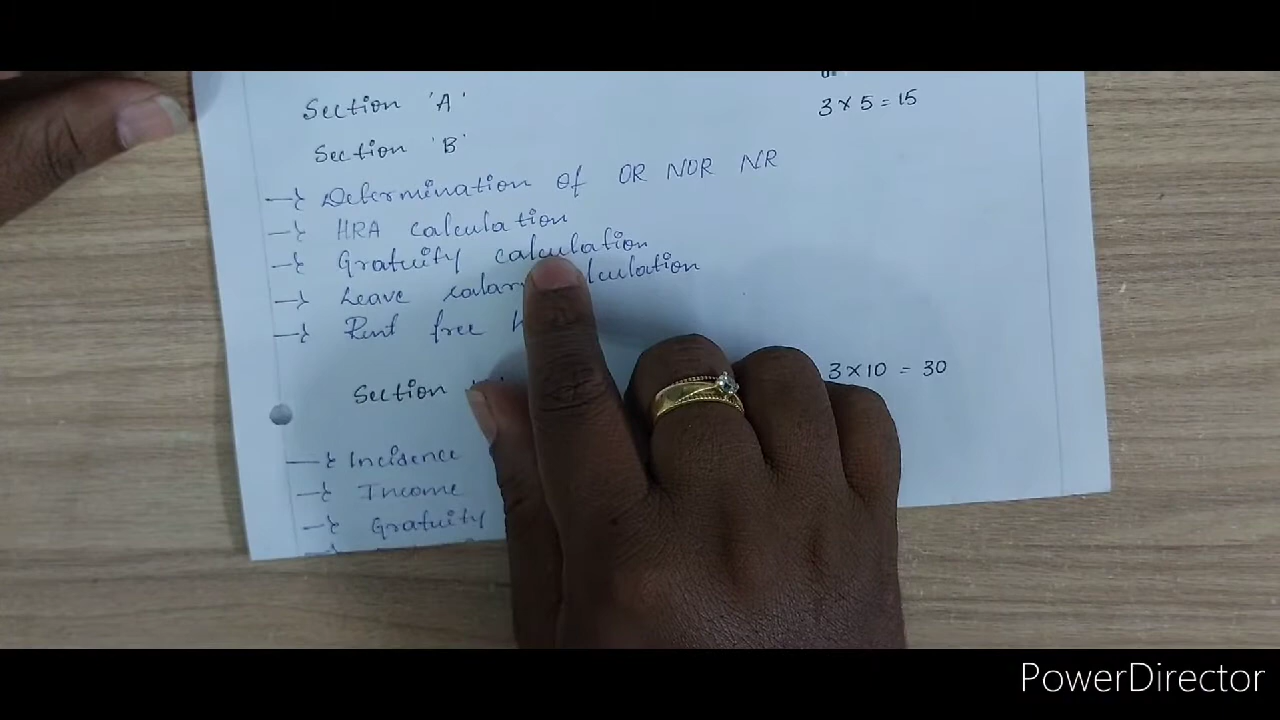 Section 'A'
3 x 5 = 15
Section 'B'
Determination of OR NOR NR
HRA calculation
Gratuity calculation
Leave
Rent free
3 x 10 = 30
Section
Incidence
Income
Gratuity
PowerDirector